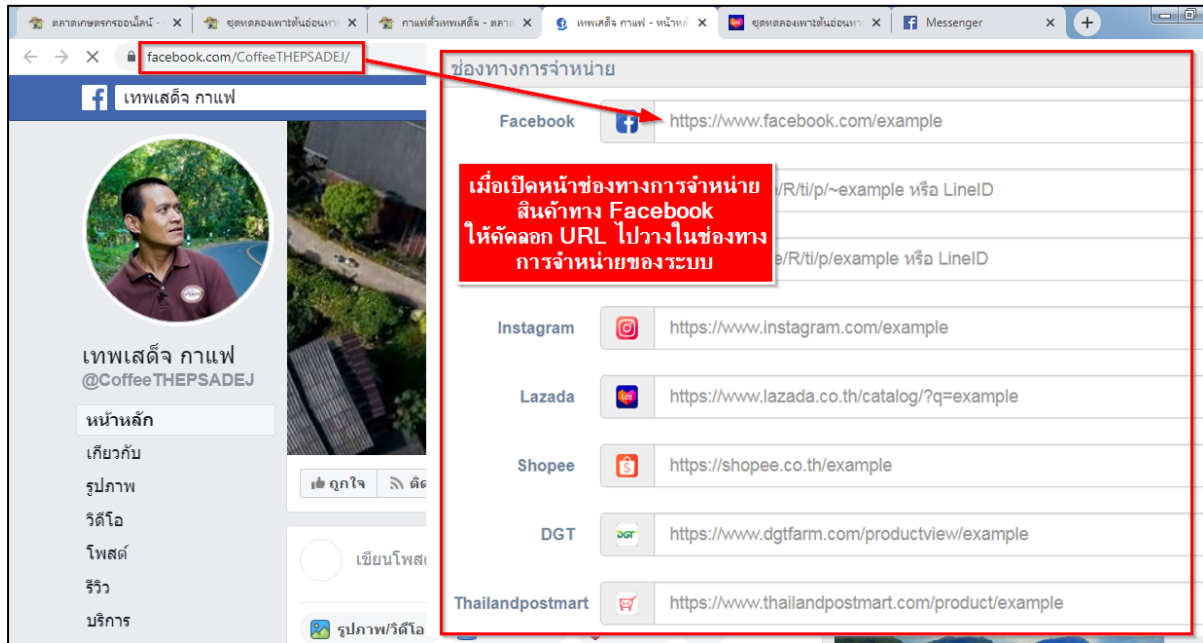 ตลาดเกษตรกรออนไลน์ -
ชุดทดลองเพาะต้นอ่อนทาน
กาแฟถั่วเทพเสด็จ - ตลาด
เทพเสด็จ กาแฟ - หน้าหลัก
ชุดทดลองเพาะต้นอ่อนทาน
Messenger
facebook.com/CoffeeTHEPSADEJ/
เทพเสด็จ กาแฟ
เทพเสด็จ กาแฟ
@CoffeeTHEPSADEJ
หน้าหลัก
เกี่ยวกับ
รูปภาพ
วิดีโอ
โพสต์
รีวิว
บริการ
ถูกใจ
เขียนโพสต์
รูปภาพ/วิดีโอ
ช่องทางการจำหน่าย
Facebook https://www.facebook.com/example
เมื่อเปิดหน้าช่องทางการจำหน่าย
สินค้าทาง Facebook
ให้คัดลอก URL ไปวางในช่องทาง
การจำหน่ายของระบบ
/R/ti/p/~example หรือ LineID
e/R/ti/p/example หรือ LineID
Instagram https://www.instagram.com/example
Lazada https://www.lazada.co.th/catalog/?q=example
Shopee https://shopee.co.th/example
DGT DGT https://www.dgtfarm.com/productview/example
Thailandpostmart https://www.thailandpostmart.com/product/example